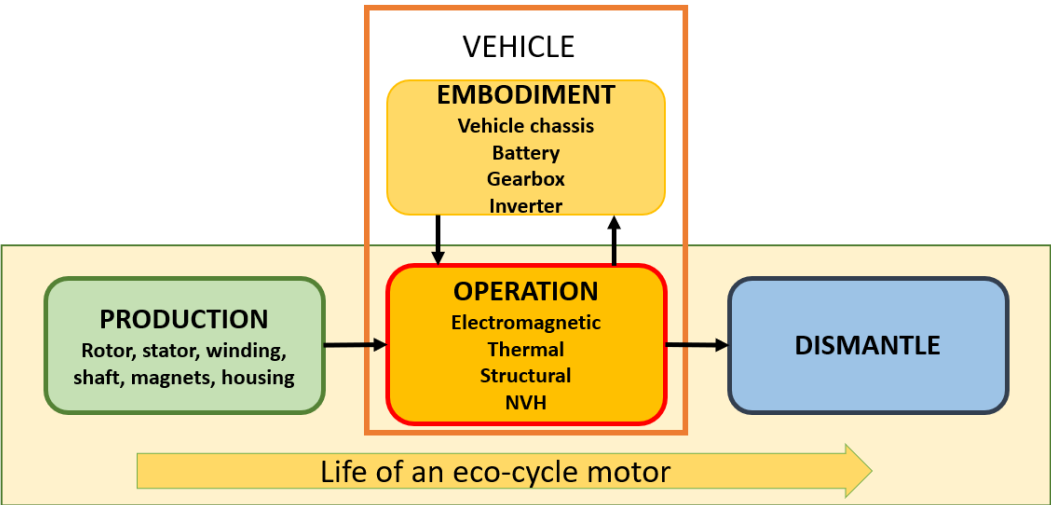 VEHICLE
EMBODIMENT
Vehicle chassis
Battery
Gearbox
Inverter
PRODUCTION
Rotor, stator, winding,
shaft, magnets, housing
OPERATION
Electromagnetic
Thermal
Structural
NVH
DISMANTLE
Life of an eco-cycle motor